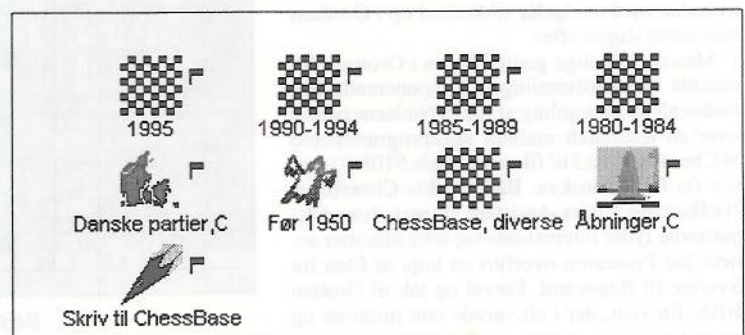 1995
1990-1994
1985-1989
1980-1984
Danske partier,C
Før 1950
ChessBase, diverse
Åbninger,C
Skriv til ChessBase